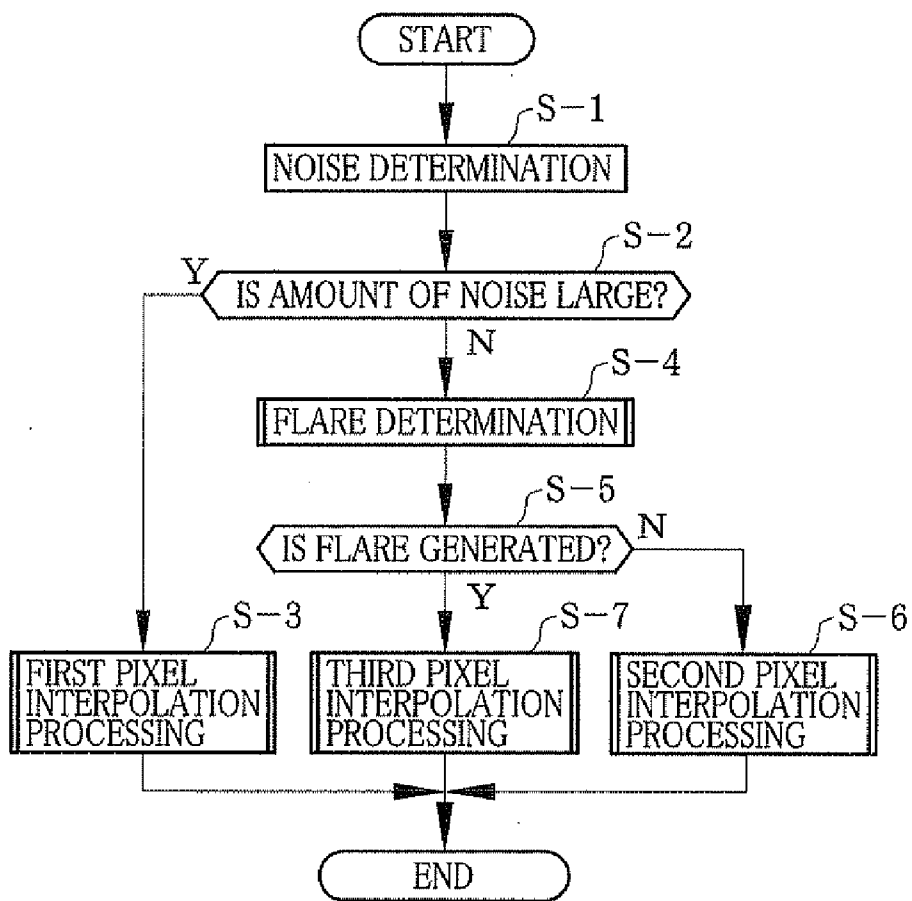 START
S-1
NOISE DETERMINATION
S-2
Y
IS AMOUNT OF NOISE LARGE?
N
S-4
FLARE DETERMINATION
S-5
N
IS FLARE GENERATED?
Y
S-3
FIRST PIXEL
INTERPOLATION
PROCESSING
S-7
THIRD PIXEL
INTERPOLATION
PROCESSING
S-6
SECOND PIXEL
INTERPOLATION
PROCESSING
END